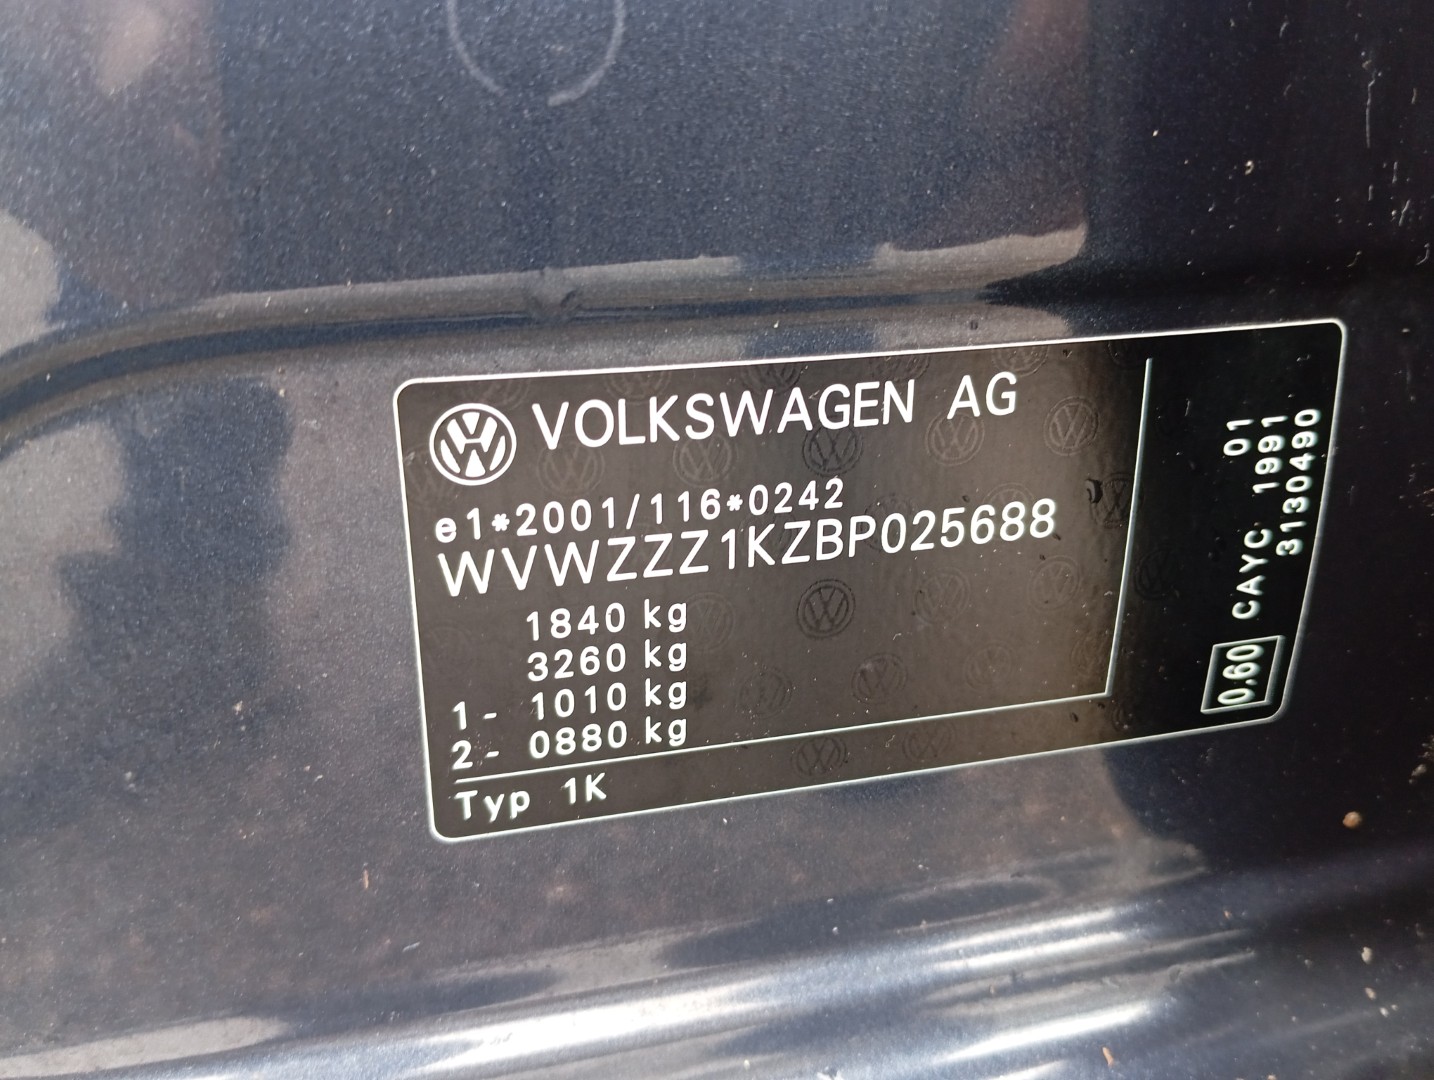 VOLKSWAGEN AG
e1*2001/116*0242
WVWZZZ1KZBP025688
1840 kg
3260 kg
1- 1010 kg
2- 0880 kg
Typ 1K
0.60 CAYC 1991 01
3130490